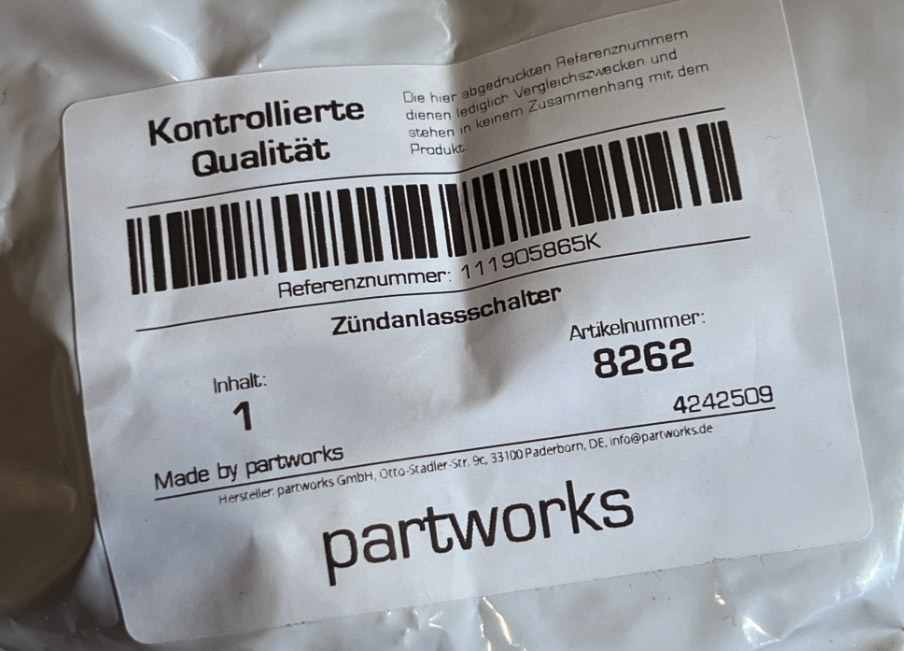 Kontrollierte
Qualität
Die hier abgedruckten Referenznummern
dienen lediglich Vergleichszwecken und
stehen in keinem Zusammenhang mit dem
Produkt.
Referenznummer: 111905865K
Zündanlassschalter
Inhalt:
1
Artikelnummer:
8262
4242509
Made by partworks
Hersteller: partworks GmbH, Otto-Stadler-Str. 9c, 33100 Paderborn, DE, info@partworks.de
partworks